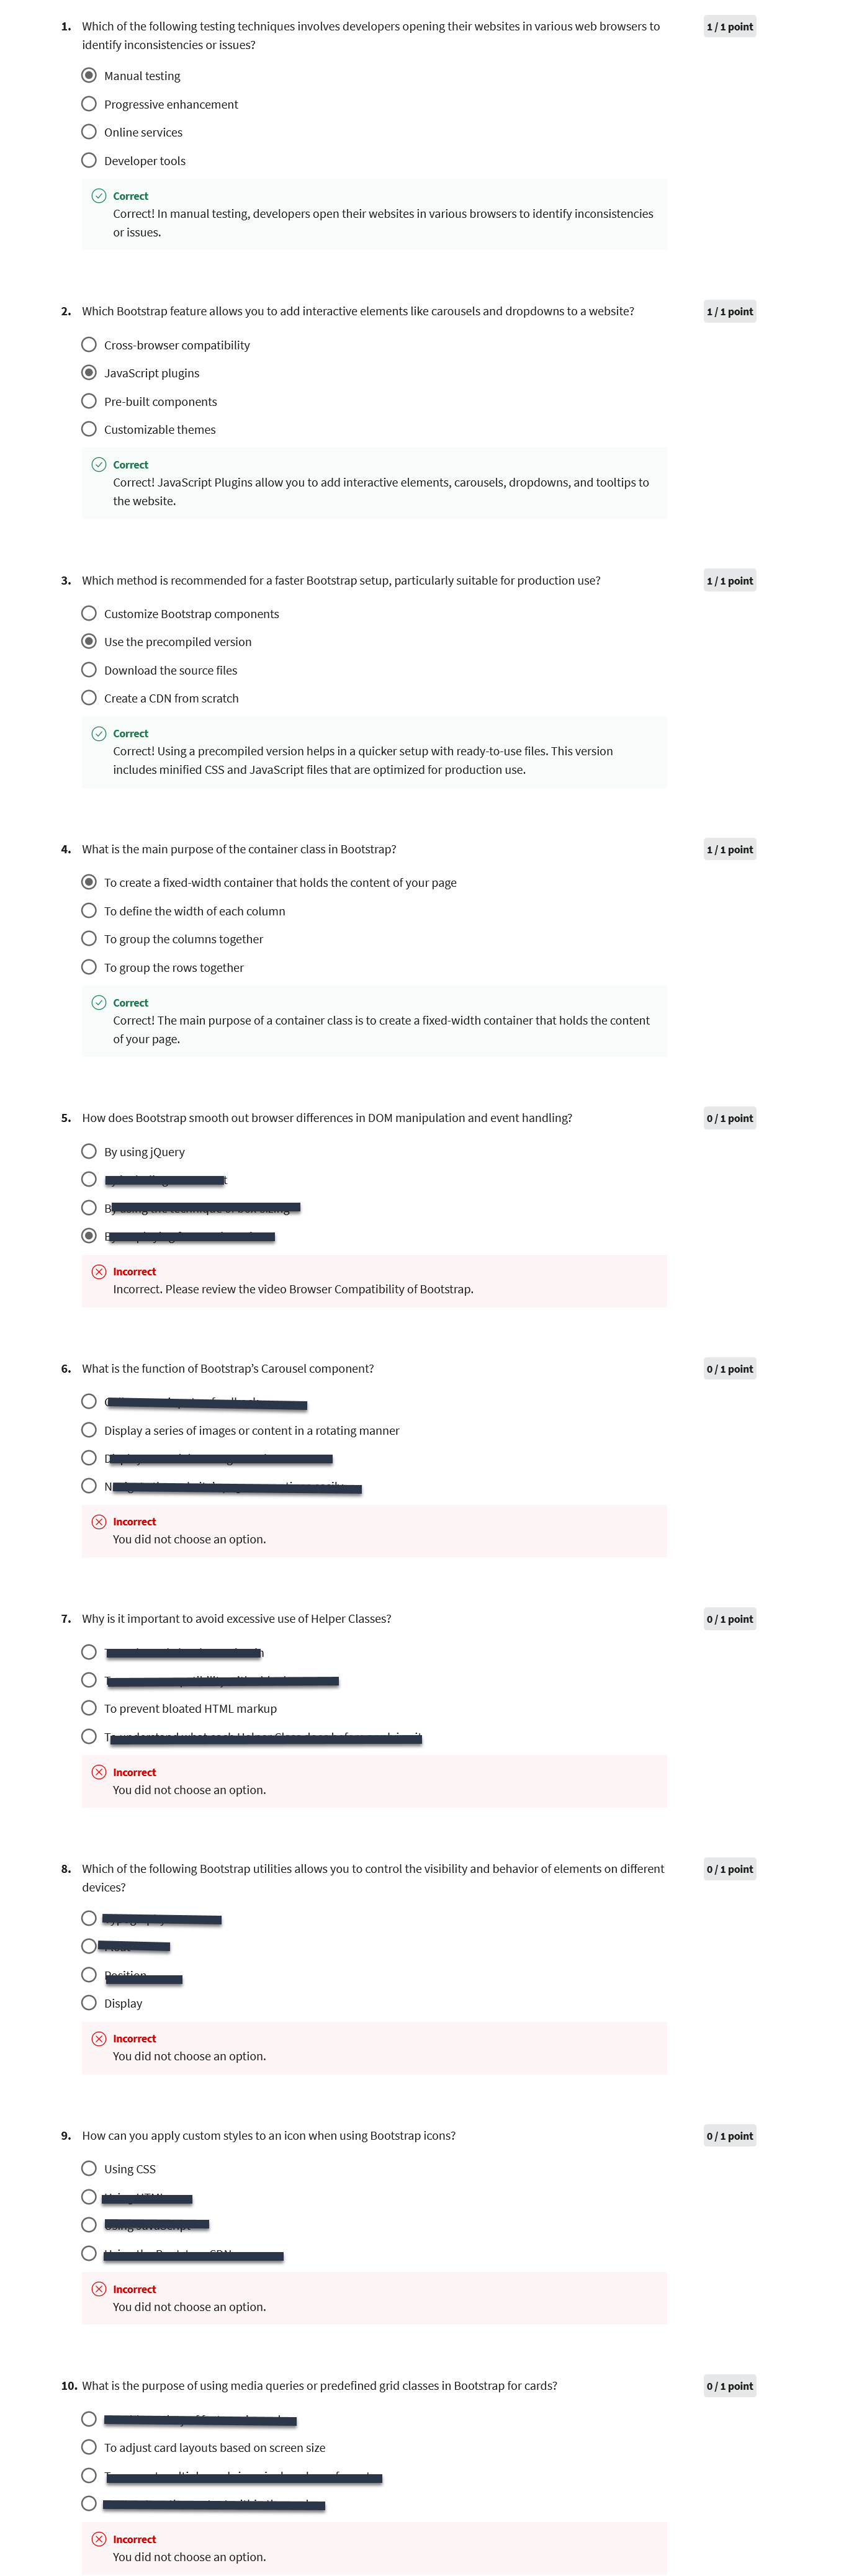 1. Which of the following testing techniques involves developers opening their websites in various web browsers to
identify inconsistencies or issues?
1 / 1 point
Manual testing
Progressive enhancement
Online services
Developer tools
Correct
Correct! In manual testing, developers open their websites in various browsers to identify inconsistencies
or issues.
2. Which Bootstrap feature allows you to add interactive elements like carousels and dropdowns to a website?
1 / 1 point
Cross-browser compatibility
JavaScript plugins
Pre-built components
Customizable themes
Correct
Correct! JavaScript Plugins allow you to add interactive elements, carousels, dropdowns, and tooltips to
the website.
3. Which method is recommended for a faster Bootstrap setup, particularly suitable for production use?
1 / 1 point
Customize Bootstrap components
Use the precompiled version
Download the source files
Create a CDN from scratch
Correct
Correct! Using a precompiled version helps in a quicker setup with ready-to-use files. This version
includes minified CSS and JavaScript files that are optimized for production use.
4. What is the main purpose of the container class in Bootstrap?
1 / 1 point
To create a fixed-width container that holds the content of your page
To define the width of each column
To group the columns together
To group the rows together
Correct
Correct! The main purpose of a container class is to create a fixed-width container that holds the content
of your page.
5. How does Bootstrap smooth out browser differences in DOM manipulation and event handling?
0 / 1 point
By using jQuery
Incorrect
Incorrect. Please review the video Browser Compatibility of Bootstrap.
6. What is the function of Bootstrap’s Carousel component?
0 / 1 point
Display a series of images or content in a rotating manner
Incorrect
You did not choose an option.
7. Why is it important to avoid excessive use of Helper Classes?
0 / 1 point
To prevent bloated HTML markup
Incorrect
You did not choose an option.
8. Which of the following Bootstrap utilities allows you to control the visibility and behavior of elements on different
devices?
0 / 1 point
Display
Incorrect
You did not choose an option.
9. How can you apply custom styles to an icon when using Bootstrap icons?
0 / 1 point
Using CSS
Incorrect
You did not choose an option.
10. What is the purpose of using media queries or predefined grid classes in Bootstrap for cards?
0 / 1 point
To adjust card layouts based on screen size
Incorrect
You did not choose an option.